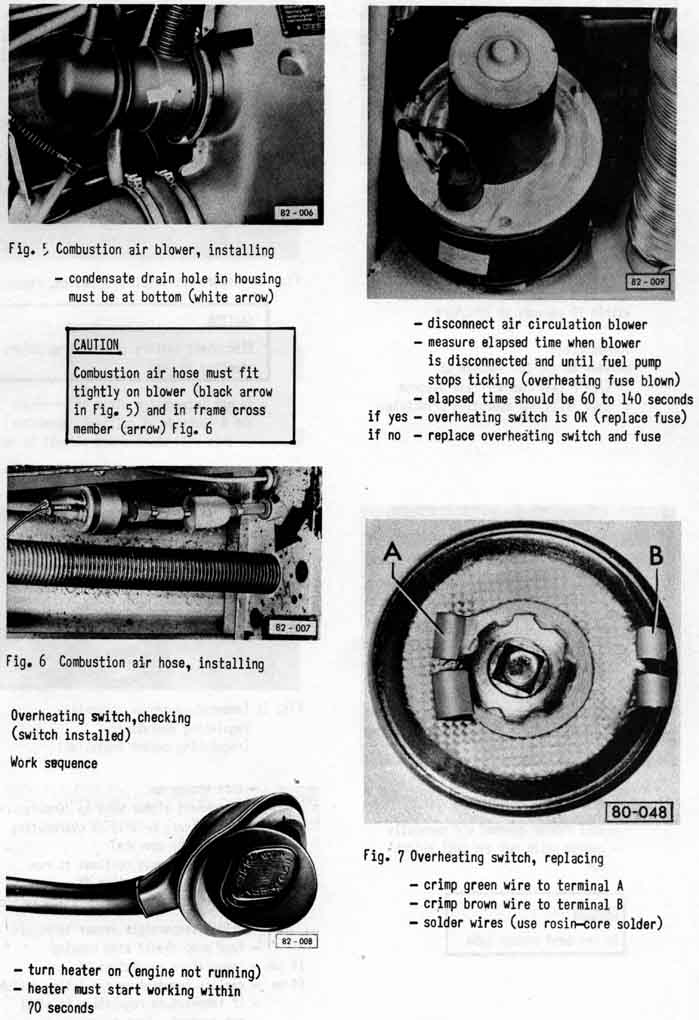 82-006
Fig. 5 Combustion air blower, installing
– condensate drain hole in housing
must be at bottom (white arrow)
CAUTION
Combustion air hose must fit
tightly on blower (black arrow
in Fig. 5) and in frame cross
member (arrow) Fig. 6
82-007
Fig. 6 Combustion air hose, installing
Overheating switch,checking
(switch installed)
Work sequence
82-008
– turn heater on (engine not running)
– heater must start working within
70 seconds
82-009
– disconnect air circulation blower
– measure elapsed time when blower
is disconnected and until fuel pump
stops ticking (overheating fuse blown)
– elapsed time should be 60 to 140 seconds
if yes – overheating switch is OK (replace fuse)
if no – replace overheating switch and fuse
A
B
80-048
Fig. 7 Overheating switch, replacing
– crimp green wire to terminal A
– crimp brown wire to terminal B
– solder wires (use rosin-core solder)